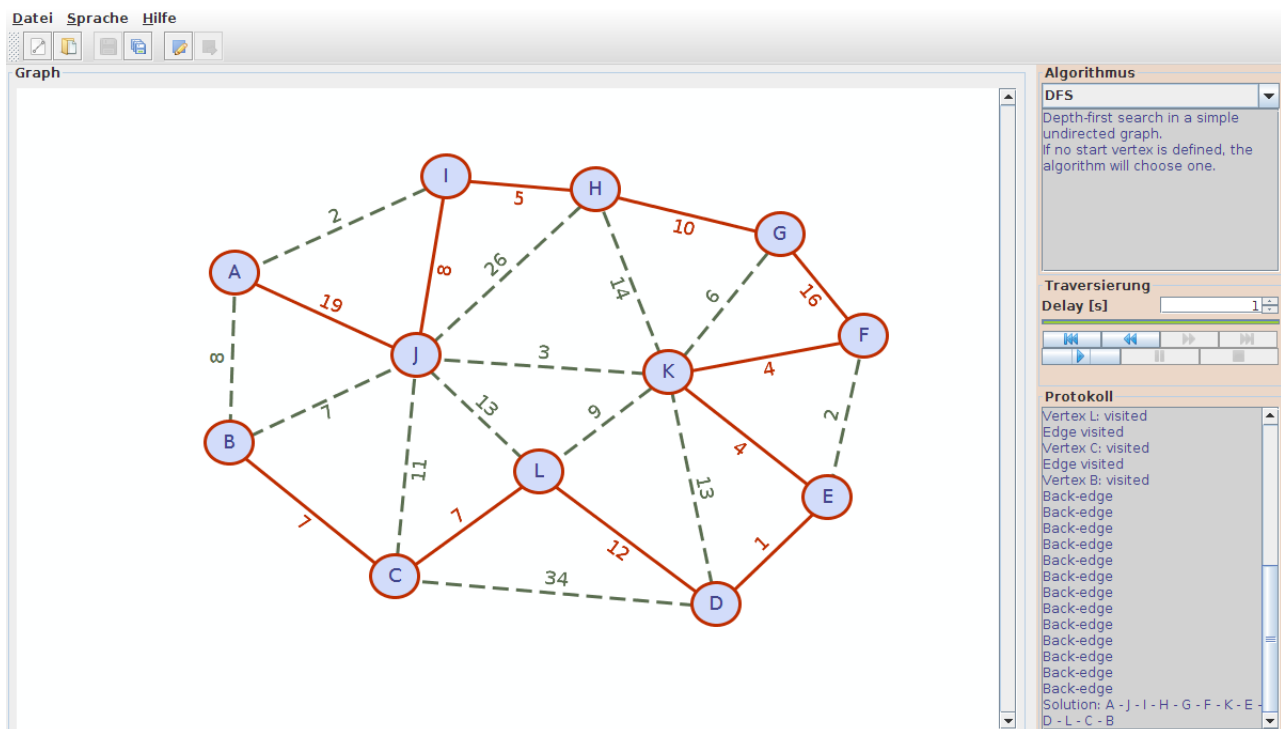 Datei Sprache Hilfe
Graph
I
H
G
A
F
J
K
B
L
E
C
D
2
5
10
26
8
14
6
16
19
3
4
8
7
13
9
2
11
4
13
7
7
12
1
34
Algorithmus
DFS
Depth-first search in a simple
undirected graph.
If no start vertex is defined, the
algorithm will choose one.
Traversierung
Delay [s] 1
Protokoll
Vertex L: visited
Edge visited
Vertex C: visited
Edge visited
Vertex B: visited
Back-edge
Back-edge
Back-edge
Back-edge
Back-edge
Back-edge
Back-edge
Back-edge
Back-edge
Back-edge
Back-edge
Back-edge
Back-edge
Solution: A - J - I - H - G - F - K - E -
D - L - C - B